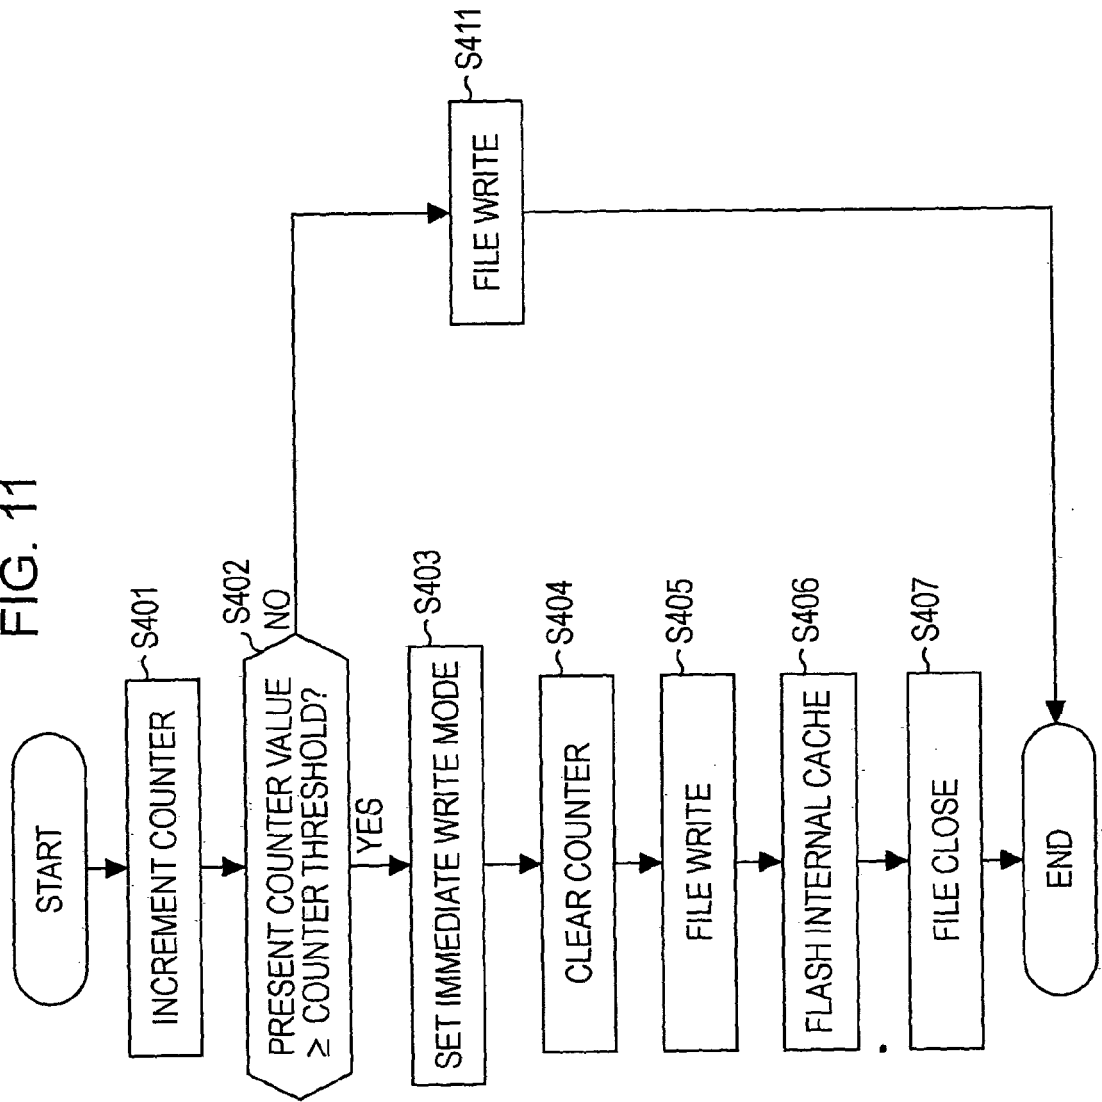 FIG. 11
START
INCREMENT COUNTER
S401
PRESENT COUNTER VALUE
≥ COUNTER THRESHOLD?
S402
NO
YES
SET IMMEDIATE WRITE MODE
S403
CLEAR COUNTER
S404
FILE WRITE
S405
FLASH INTERNAL CACHE
S406
FILE CLOSE
S407
FILE WRITE
S411
END